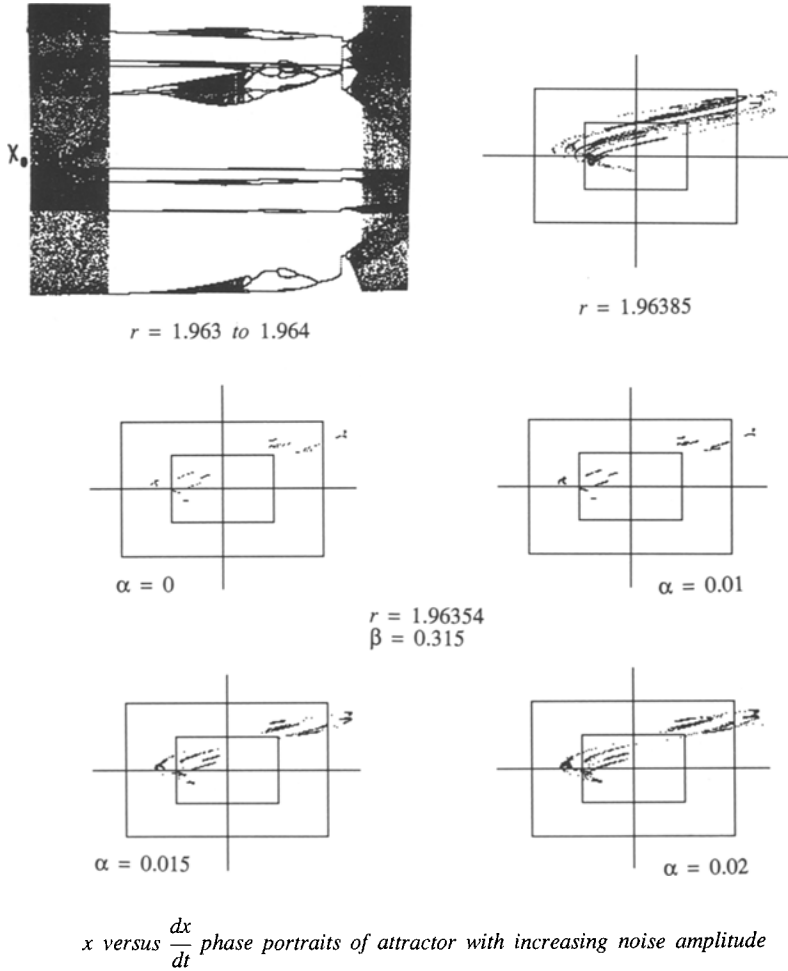 X₀
r = 1.963 to 1.964
r = 1.96385
α = 0
α = 0.01
r = 1.96354
β = 0.315
α = 0.015
α = 0.02
x versus dx/dt phase portraits of attractor with increasing noise amplitude